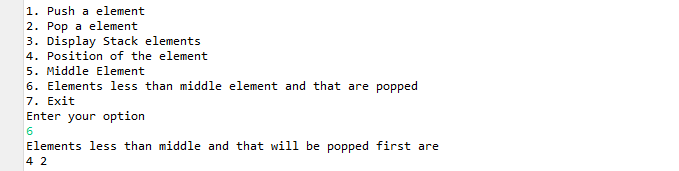 1. Push a element
2. Pop a element
3. Display Stack elements
4. Position of the element
5. Middle Element
6. Elements less than middle element and that are popped
7. Exit
Enter your option
6
Elements less than middle and that will be popped first are
4 2